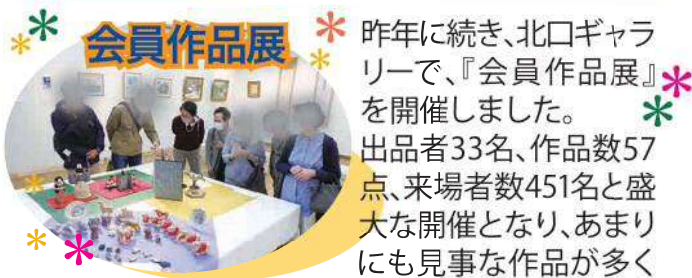 会員作品展
昨年に続き、北口ギャラ
リーで、『会員作品展』
を開催しました。
出品者33名、作品数57
点、来場者数451名と盛
大な開催となり、あまり
にも見事な作品が多く